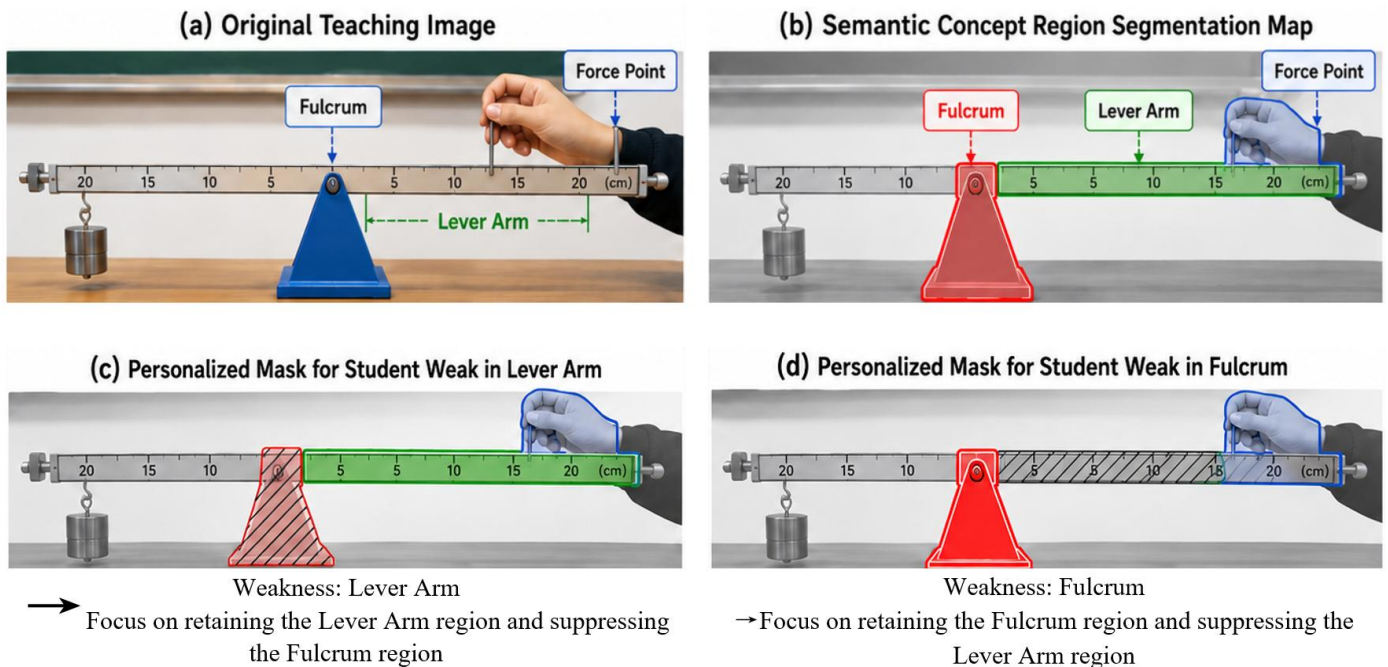 (a) Original Teaching Image
Force Point
Fulcrum
20 15 10 5 0 5 15 20 (cm)
Lever Arm
(b) Semantic Concept Region Segmentation Map
Force Point
Fulcrum
Lever Arm
20 15 10 0 5 5 10 15 20 (cm)
(c) Personalized Mask for Student Weak in Lever Arm
20 15 10 5 10 15 20 (cm)
Weakness: Lever Arm
→ Focus on retaining the Lever Arm region and suppressing
the Fulcrum region
(d) Personalized Mask for Student Weak in Fulcrum
20 15 10 0 5 10 15 20 (cm)
Weakness: Fulcrum
→Focus on retaining the Fulcrum region and suppressing the
Lever Arm region